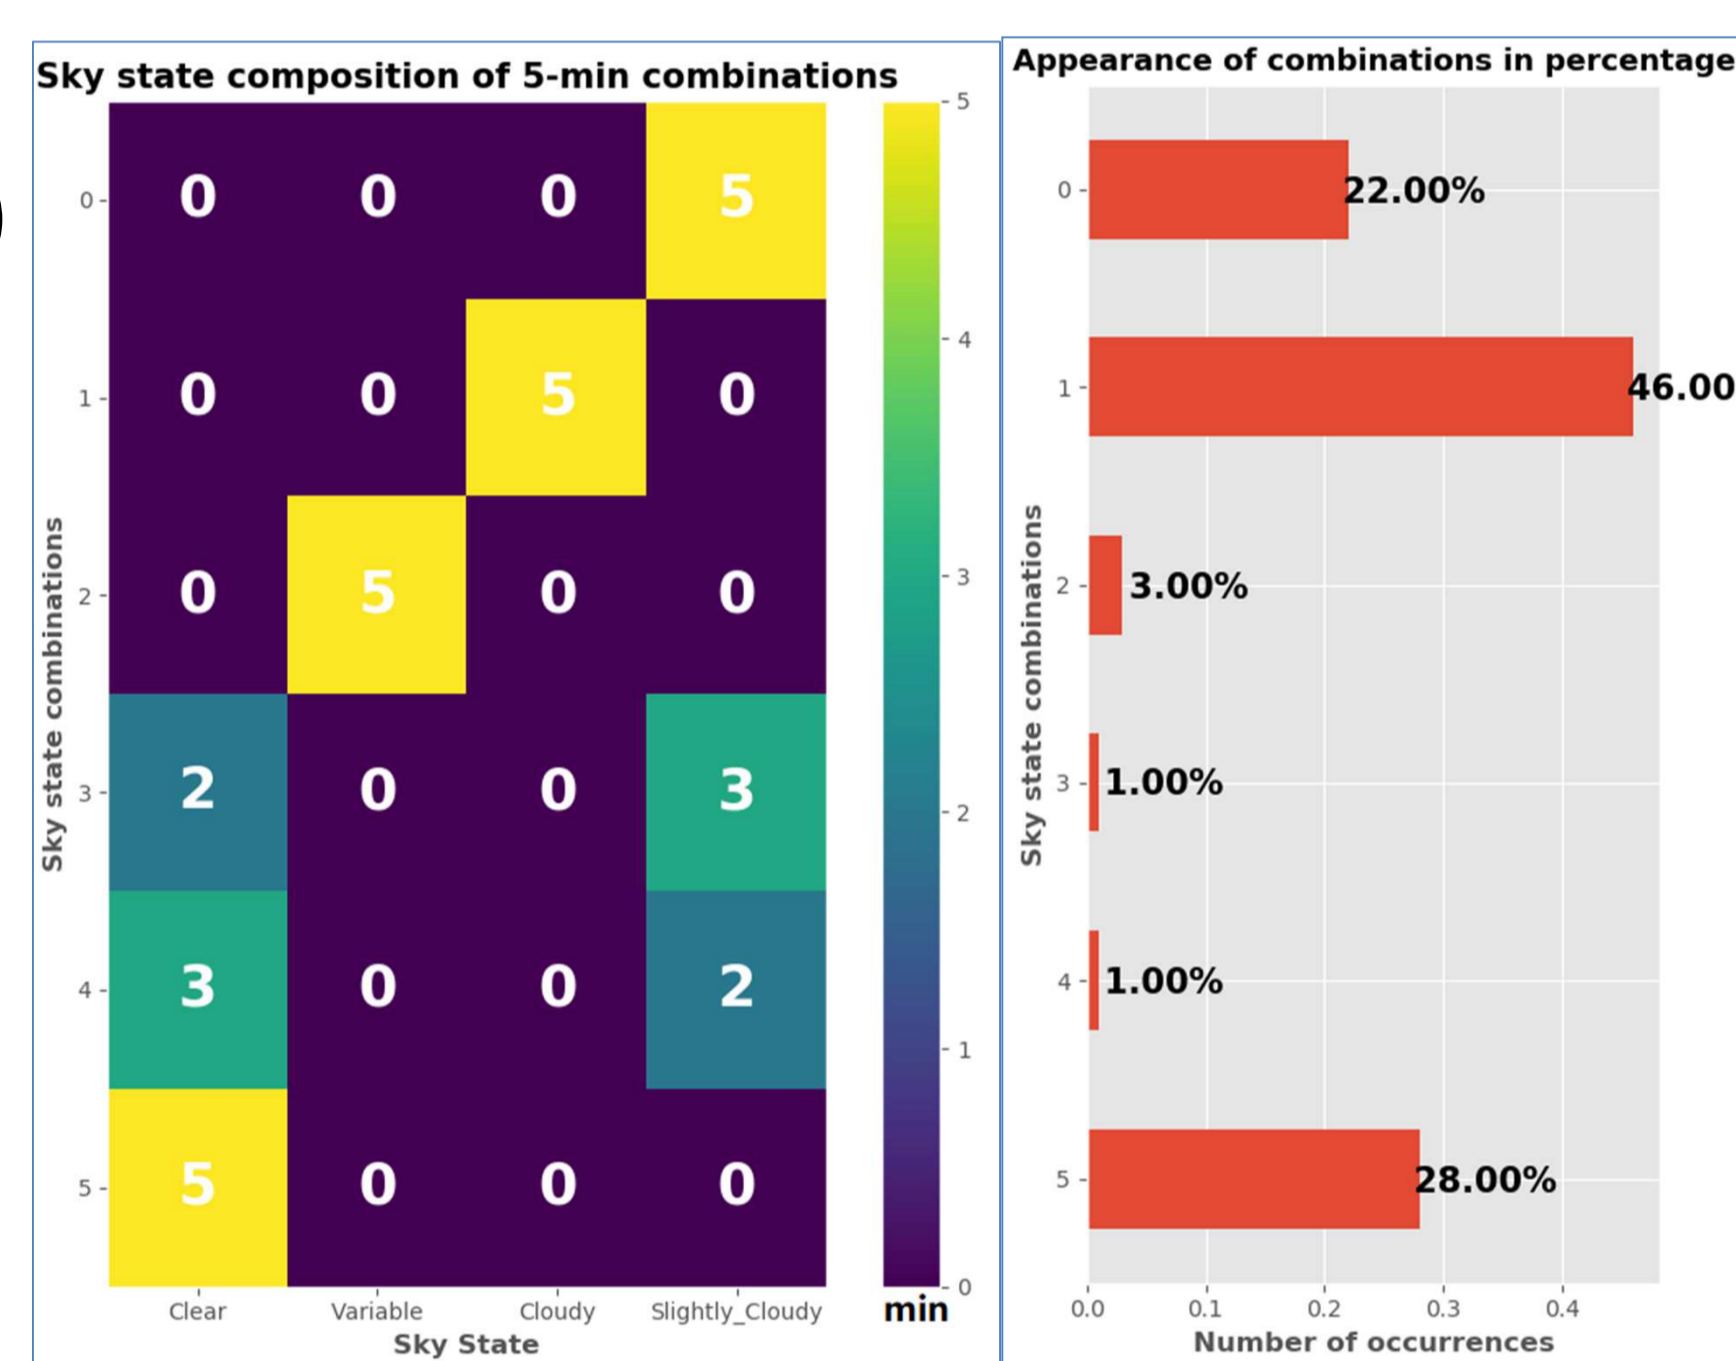 Sky state composition of 5-min combinations
0 0 0 5
0 0 5 0
0 5 0 0
2 0 0 3
3 0 0 2
5 0 0 0
0
1
2
3
4
5
Sky state combinations
Clear Variable Cloudy Slightly_Cloudy
Sky State
5
4
3
2
1
0
min
Appearance of combinations in percentage
0 22.00%
1 46.00
2 3.00%
3 1.00%
4 1.00%
5 28.00%
Sky state combinations
0.0 0.1 0.2 0.3 0.4
Number of occurrences
)